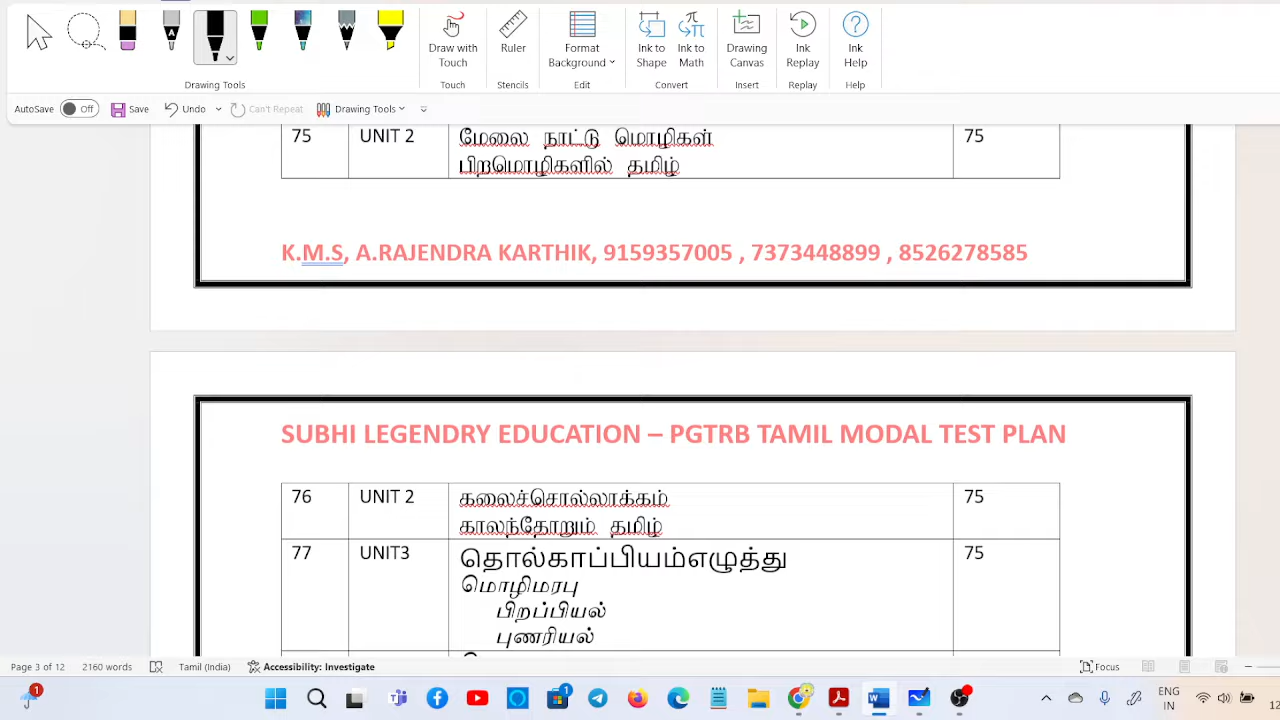 Draw with Touch
Ruler
Format Background
Ink to Shape
Ink to Math
Drawing Canvas
Ink Replay
Ink Help
Drawing Tools
Touch
Stencils
Edit
Convert
Insert
Replay
Help
AutoSave Off Save Undo Can't Repeat Drawing Tools
75 UNIT 2 மேலை நாட்டு மொழிகள் 75
பிறமொழிகளில் தமிழ்
K.M.S, A.RAJENDRA KARTHIK, 9159357005 , 7373448899 , 8526278585
SUBHI LEGENDRY EDUCATION – PGTRB TAMIL MODAL TEST PLAN
76 UNIT 2 கலைச்சொல்லாக்கம் 75
காலந்தோறும் தமிழ்
77 UNIT3 தொல்காப்பியம்எழுத்து 75
மொழிமரபு
பிறப்பியல்
புணரியல்
Page 3 of 12 2160 words Tamil (India) Accessibility: Investigate Focus
ENG
IN